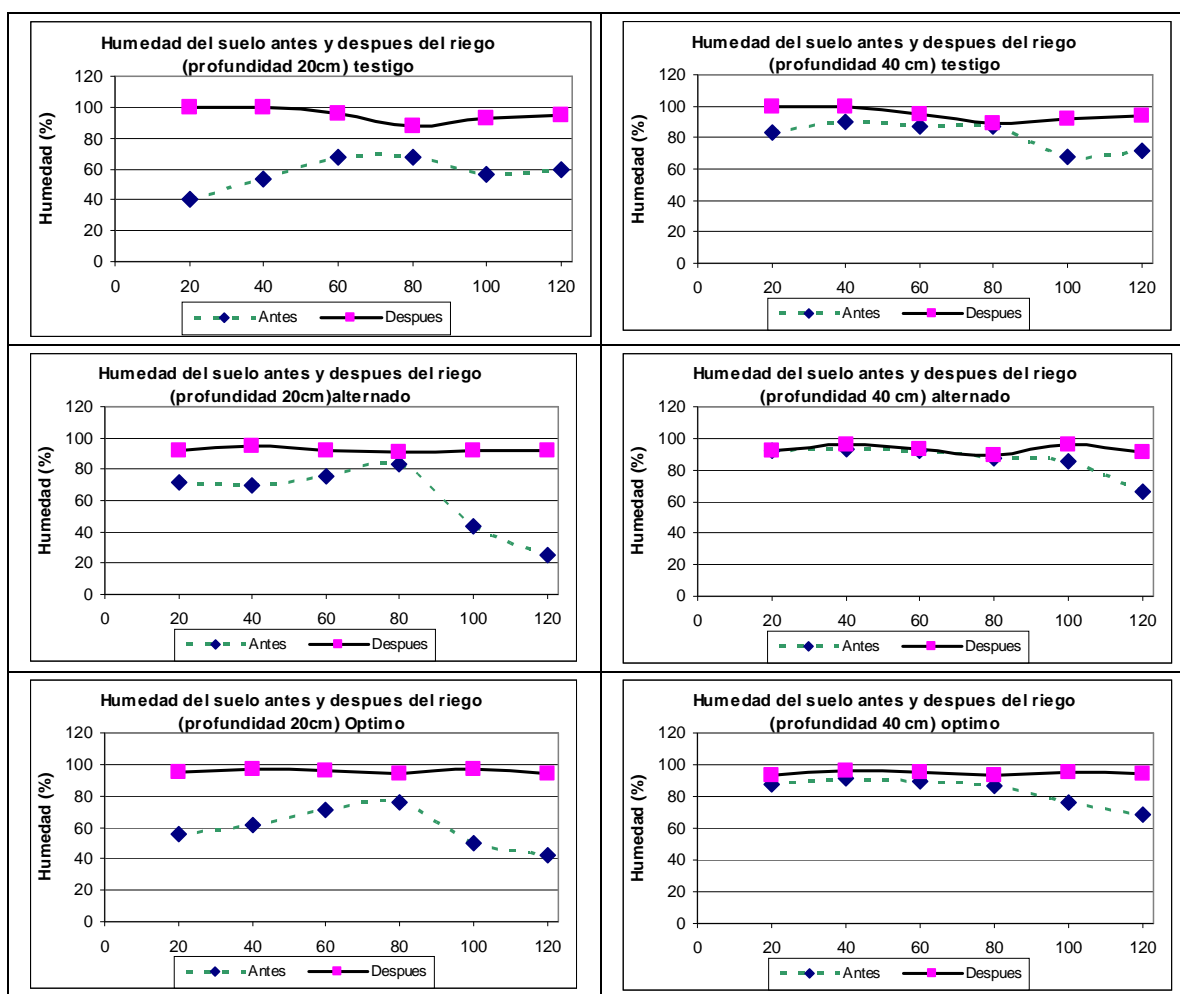 Humedad del suelo antes y despues del riego
(profundidad 20cm) testigo
Humedad (%)
120
100
80
60
40
20
0
0 20 40 60 80 100 120
Antes Despues
Humedad del suelo antes y despues del riego
(profundidad 40 cm) testigo
Humedad (%)
120
100
80
60
40
20
0
0 20 40 60 80 100 120
Antes Despues
Humedad del suelo antes y despues del riego
(profundidad 20cm)alternado
Humedad (%)
120
100
80
60
40
20
0
0 20 40 60 80 100 120
Antes Despues
Humedad del suelo antes y despues del riego
(profundidad 40 cm) alternado
Humedad (%)
120
100
80
60
40
20
0
0 20 40 60 80 100 120
Antes Despues
Humedad del suelo antes y despues del riego
(profundidad 20cm) Optimo
Humedad (%)
120
100
80
60
40
20
0
0 20 40 60 80 100 120
Antes Despues
Humedad del suelo antes y despues del riego
(profundidad 40 cm) optimo
Humedad (%)
120
100
80
60
40
20
0
0 20 40 60 80 100 120
Antes Despues